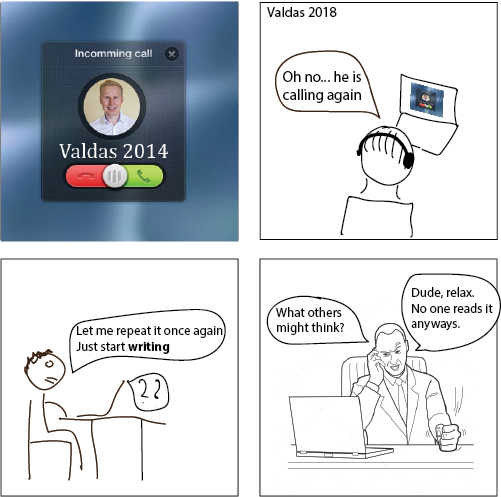 Incomming call
Valdas 2014
Valdas 2018
Oh no... he is
calling again
Let me repeat it once again
Just start writing
??
What others
might think?
Dude, relax.
No one reads it
anyways.